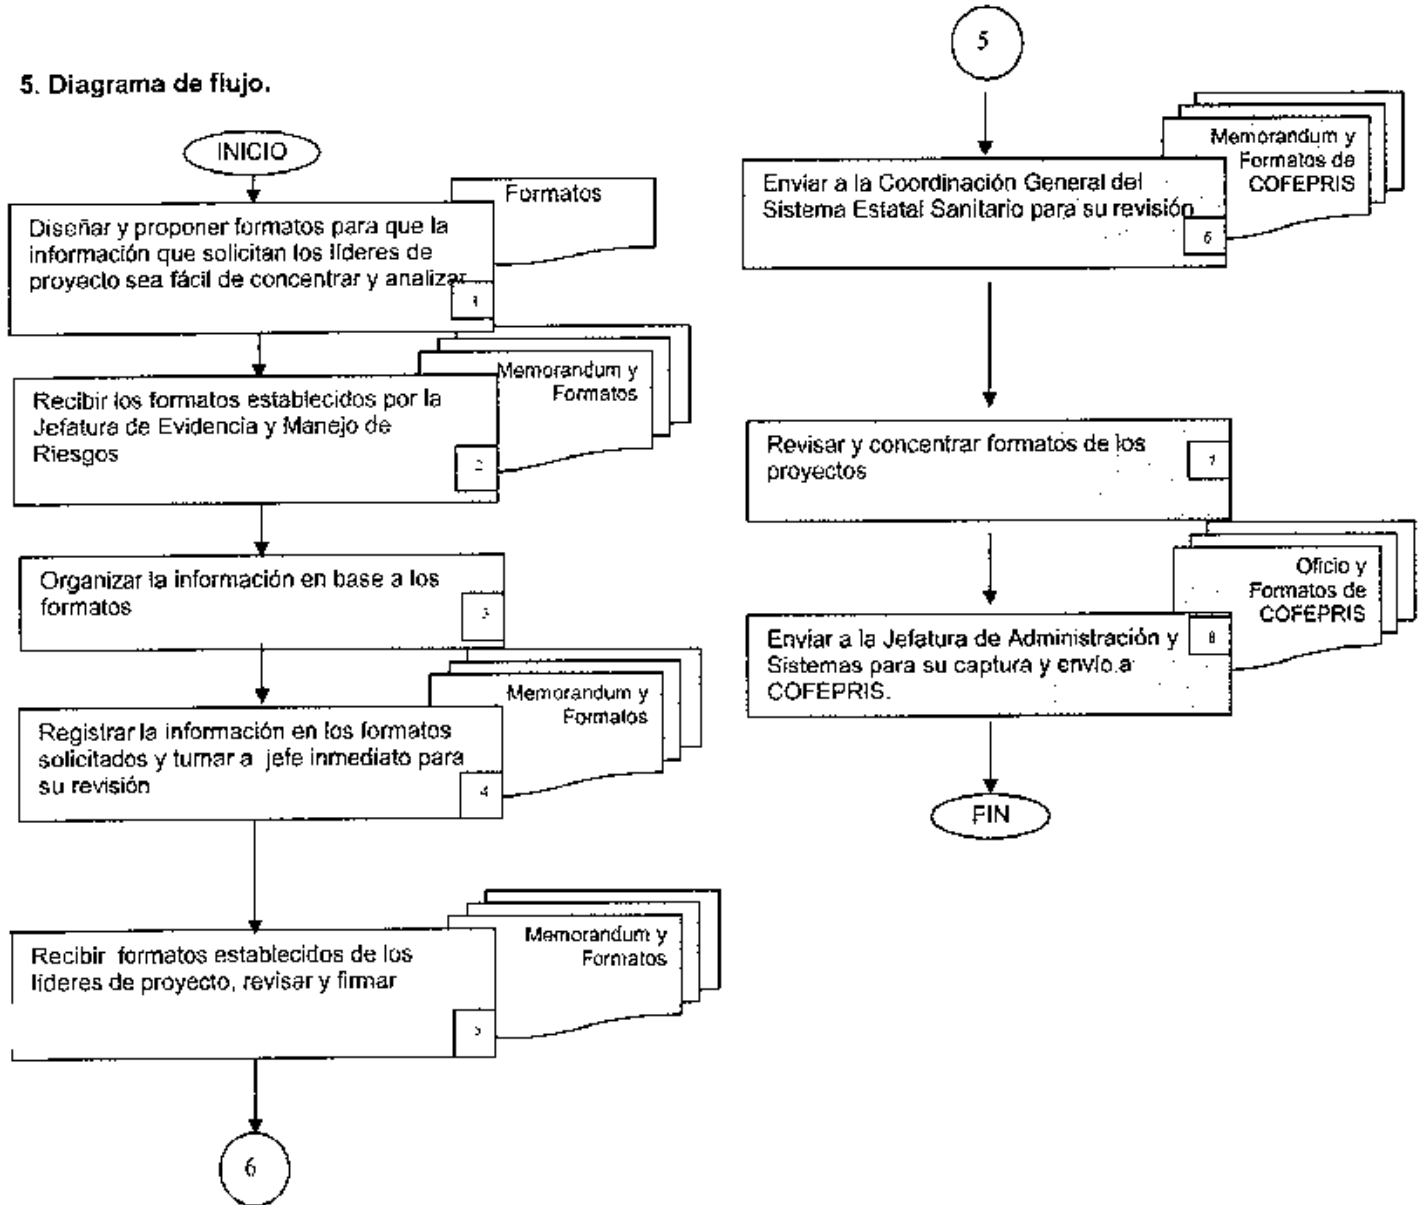 5. Diagrama de flujo.
INICIO
Formatos
Diseñar y proponer formatos para que la
información que solicitan los líderes de
proyecto sea fácil de concentrar y analizar
1
Memorandum y
Formatos
Recibir los formatos establecidos por la
Jefatura de Evidencia y Manejo de
Riesgos
2
Organizar la información en base a los
formatos
3
Memorandum y
Formatos
Registrar la información en los formatos
solicitados y turnar a jefe inmediato para
su revisión
4
Memorandum y
Formatos
Recibir formatos establecidos de los
líderes de proyecto, revisar y firmar
5
6
5
Memorandum y
Formatos de
COFEPRIS
Enviar a la Coordinación General del
Sistema Estatal Sanitario para su revisión
6
Revisar y concentrar formatos de los
proyectos
7
Oficio y
Formatos de
COFEPRIS
Enviar a la Jefatura de Administración y
Sistemas para su captura y envío a
COFEPRIS.
8
FIN